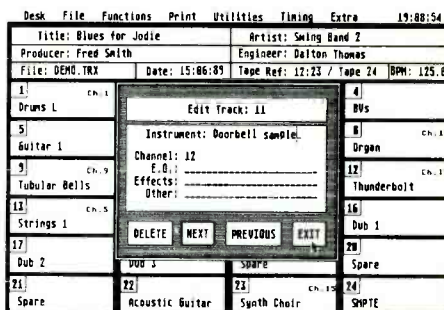 Desk File Functions Print Utilities Timing Extra 19:88:54
Title: Blues for Jodie Artist: Swing Band 2
Producer: Fred Smith Engineer: Dalton Thomas
File: DEMO.TRX Date: 15:06:89 Tape Ref: 12:23 / Tape 24 BPM: 125.0
1 Ch.1
Drums L
4
BVs
5
Guitar 1
8 Ch.1
Organ
9 Ch.9
Tubular Bells
12 Ch.1
Thunderbolt
13 Ch.5
Strings 1
16
Dub 1
17
Dub 2
Dub 3
Spare
20
Spare
21
Spare
22
Acoustic Guitar
23 Ch.15
Synth Choir
24
SMPTE
Edit Track: 11
Instrument: Doorbell sample
Channel: 12
E.Q.:
Effects:
Other:
DELETE NEXT PREVIOUS EXIT